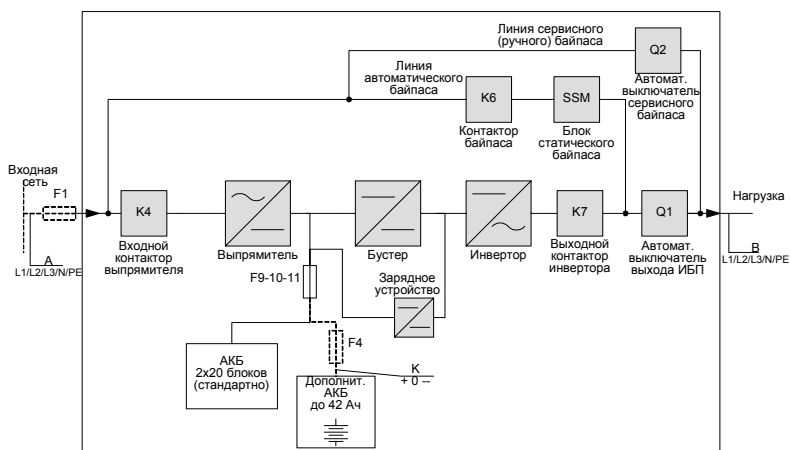 Линия сервисного
(ручного) байпаса
Q2
Линия
автоматического
байпаса
Автомат.
выключатель
сервисного
байпаса
K6
SSM
Контактор
байпаса
Блок
статического
байпаса
Входная
сеть
F1
K4
K7
Q1
Нагрузка
A
L1/L2/L3/N/PE
Входной
контактор
выпрямителя
Выпрямитель
Бустер
Инвертор
Выходной
контактор
инвертора
Автомат.
выключатель
выхода ИБП
B
L1/L2/L3/N/PE
F9-10-11
Зарядное
устройство
F4
АКБ
2x20 блоков
(стандартно)
K
+ 0 --
Дополнит.
АКБ
до 42 Ач